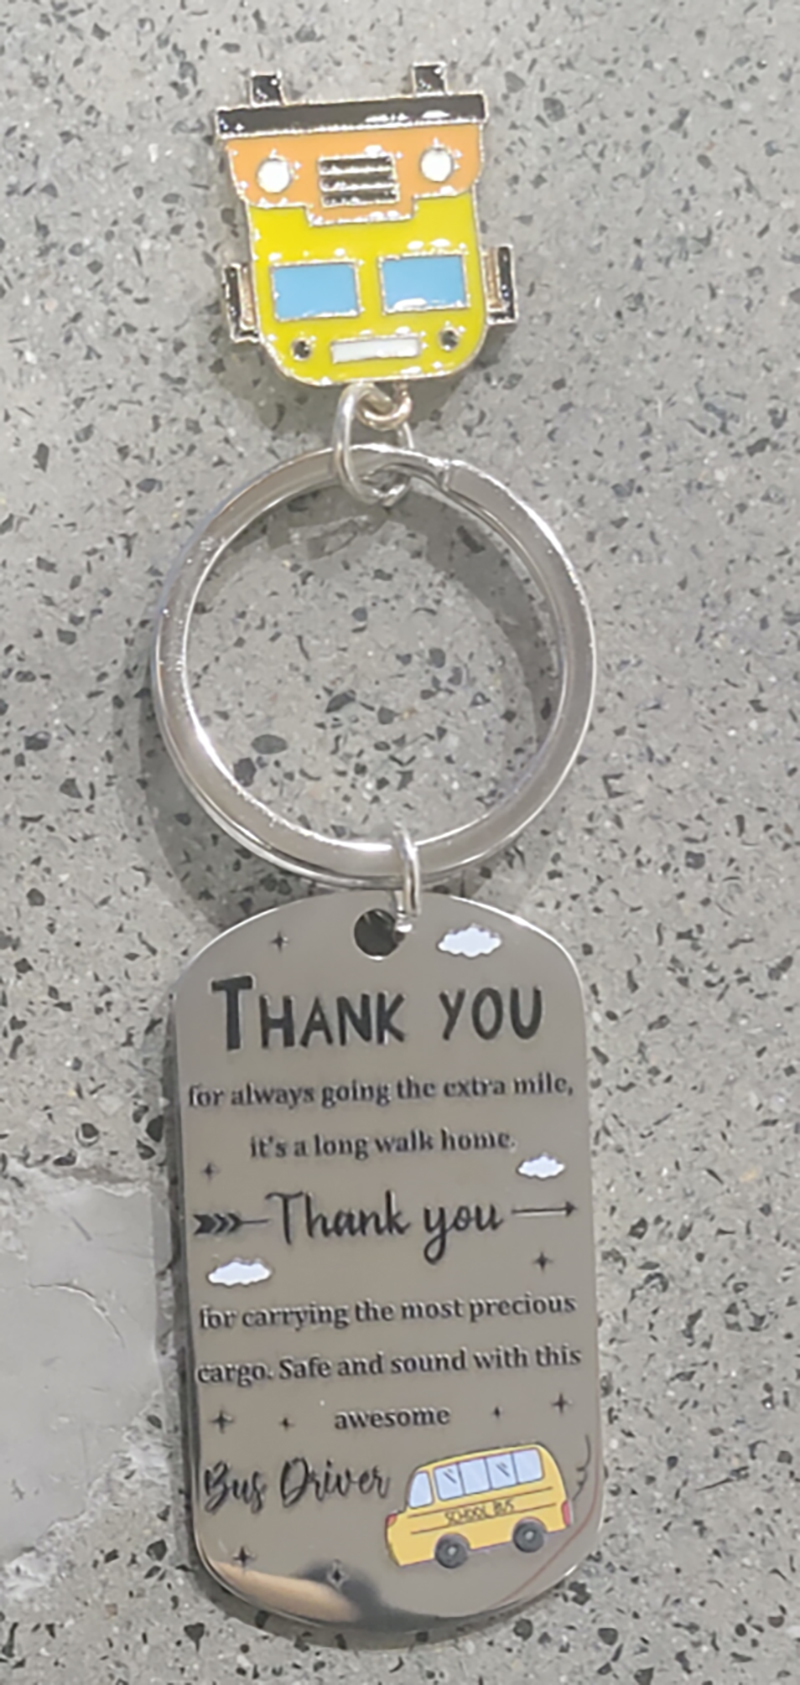 THANK YOU
for always going the extra mile,
it's a long walk home.
Thank you
for carrying the most precious
cargo. Safe and sound with this
awesome
Bus Driver
SCHOOL BUS